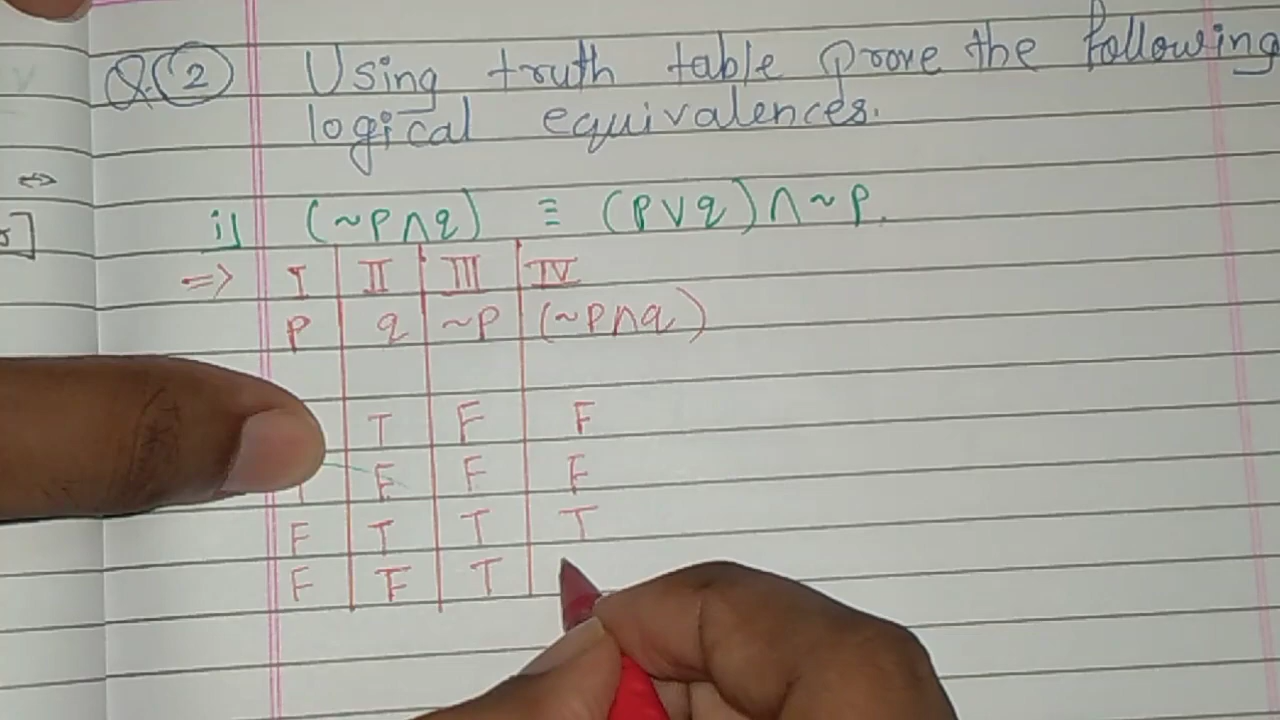 Q.(2) Using truth table prove the following
logical equivalences.
i] (~p∧q) ≡ (p∨q)∧~p.
=> I II III IV
p q ~p (~p∧q)
T F F
F F F
F T T T
F F T